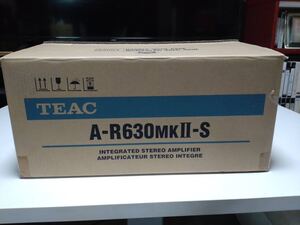 TEAC
A-R630MKII-S
INTEGRATED STEREO AMPLIFIER
AMPLIFICATEUR STEREO INTEGRE